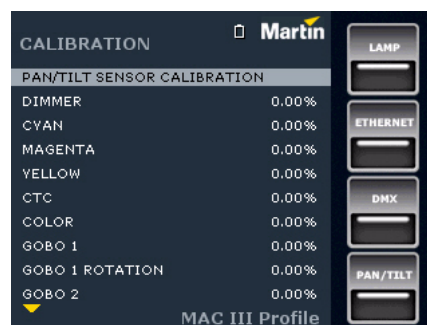 CALIBRATION
Martin
PAN/TILT SENSOR CALIBRATION
DIMMER 0.00%
CYAN 0.00%
MAGENTA 0.00%
YELLOW 0.00%
CTC 0.00%
COLOR 0.00%
GOBO 1 0.00%
GOBO 1 ROTATION 0.00%
GOBO 2 0.00%
MAC III Profile
LAMP
ETHERNET
DMX
PAN/TILT